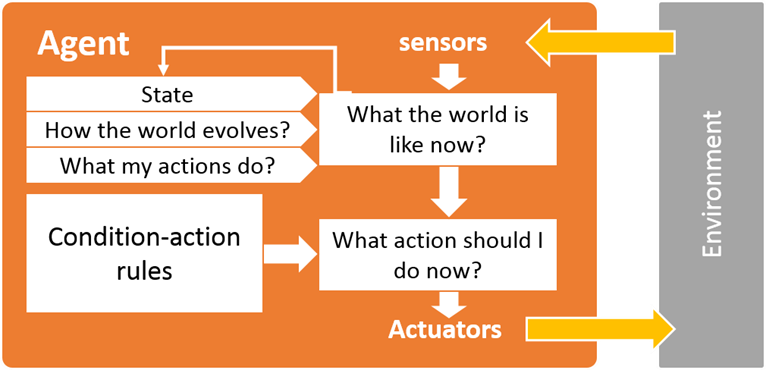 Agent
sensors
State
How the world evolves?
What my actions do?
What the world is
like now?
Condition-action
rules
What action should I
do now?
Actuators
Environment